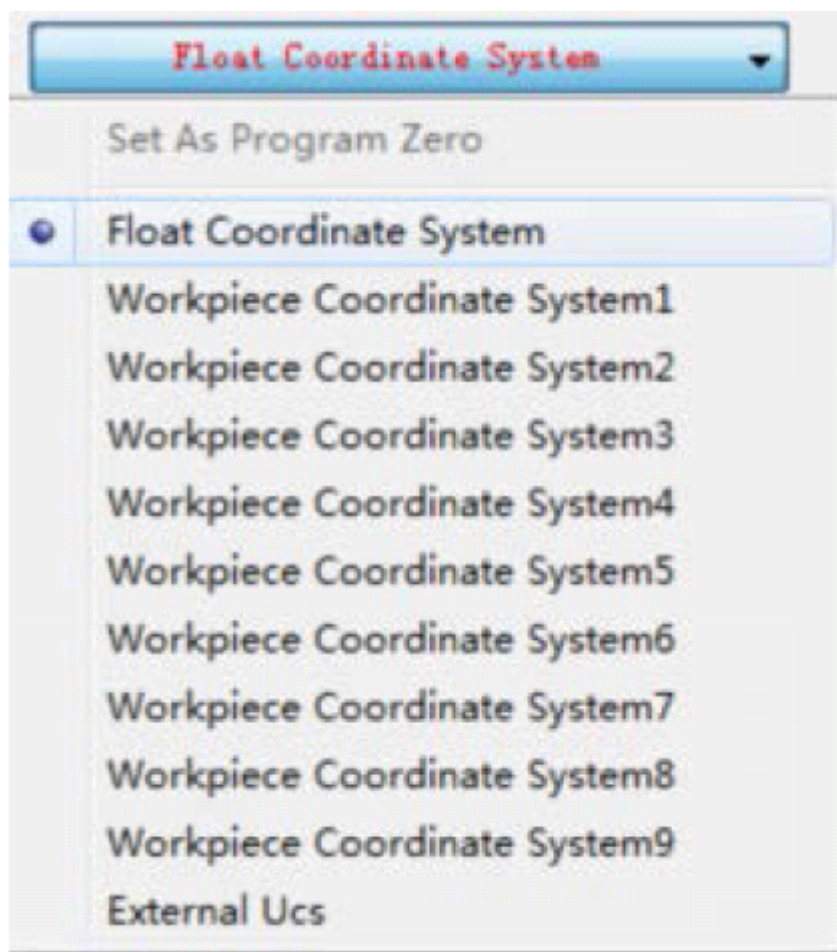 Float Coordinate System
Set As Program Zero
Float Coordinate System
Workpiece Coordinate System1
Workpiece Coordinate System2
Workpiece Coordinate System3
Workpiece Coordinate System4
Workpiece Coordinate System5
Workpiece Coordinate System6
Workpiece Coordinate System7
Workpiece Coordinate System8
Workpiece Coordinate System9
External Ucs